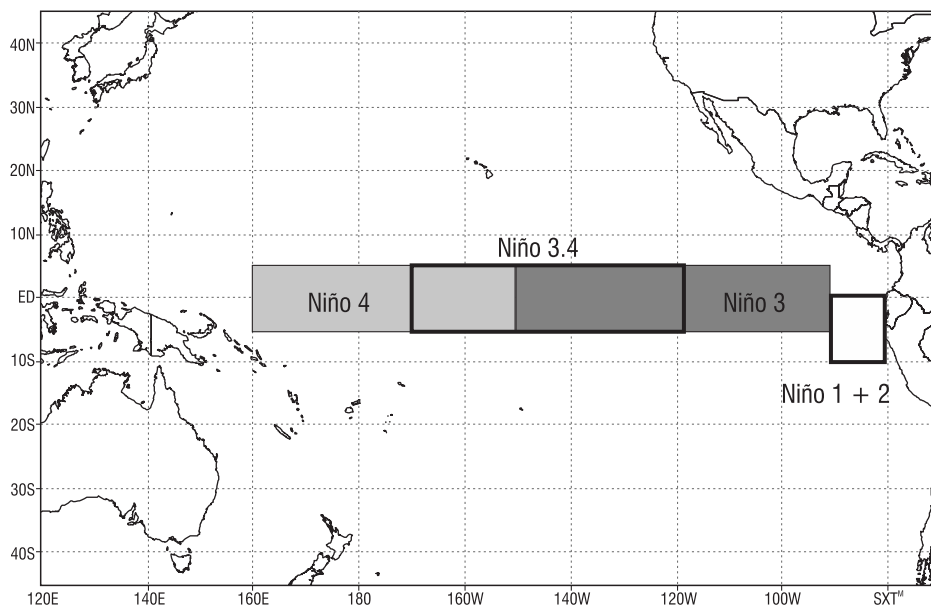 40N
30N
20N
10N
ED
10S
20S
30S
40S
Niño 3.4
Niño 4
Niño 3
Niño 1 + 2
120E 140E 160E 180 160W 140W 120W 100W SXTᴹ